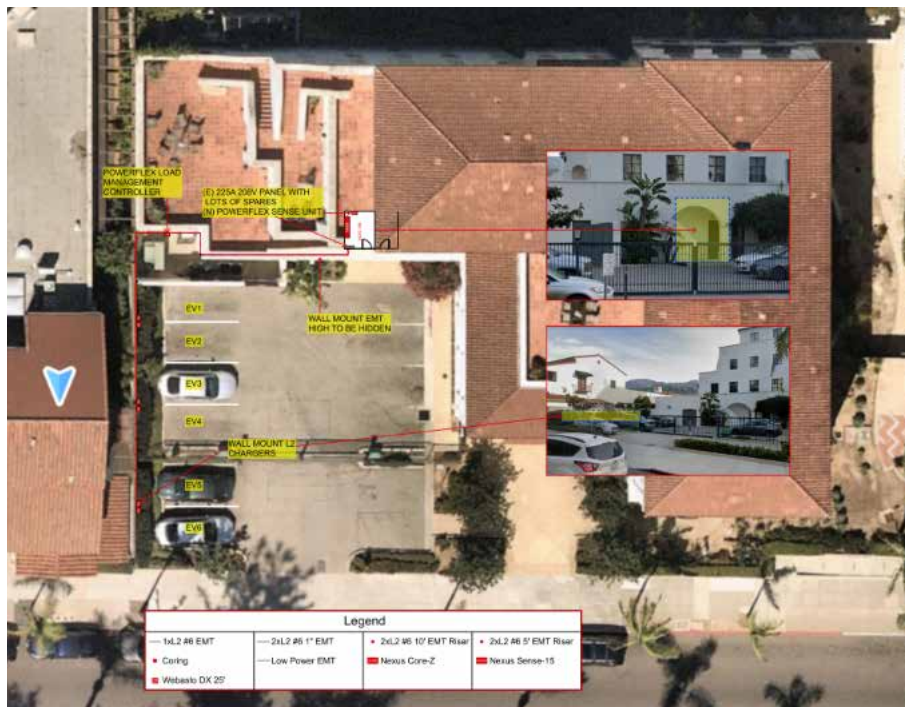 POWERFLEX LOAD
MANAGEMENT
CONTROLLER
(E) 225A 208V PANEL WITH
LOTS OF SPARES
(N) POWERFLEX SENSE UNIT
EV1
EV2
WALL MOUNT EMT
HIGH TO BE HIDDEN
EV3
EV4
WALL MOUNT L2
CHARGERS
EV5
EV6
Legend
1xL2 #6 EMT
2xL2 #6 1" EMT
2xL2 #6 10' EMT Riser
2xL2 #6 5' EMT Riser
Coring
Low Power EMT
Nexus Core-Z
Nexus Sense-15
Webasto DX 25'